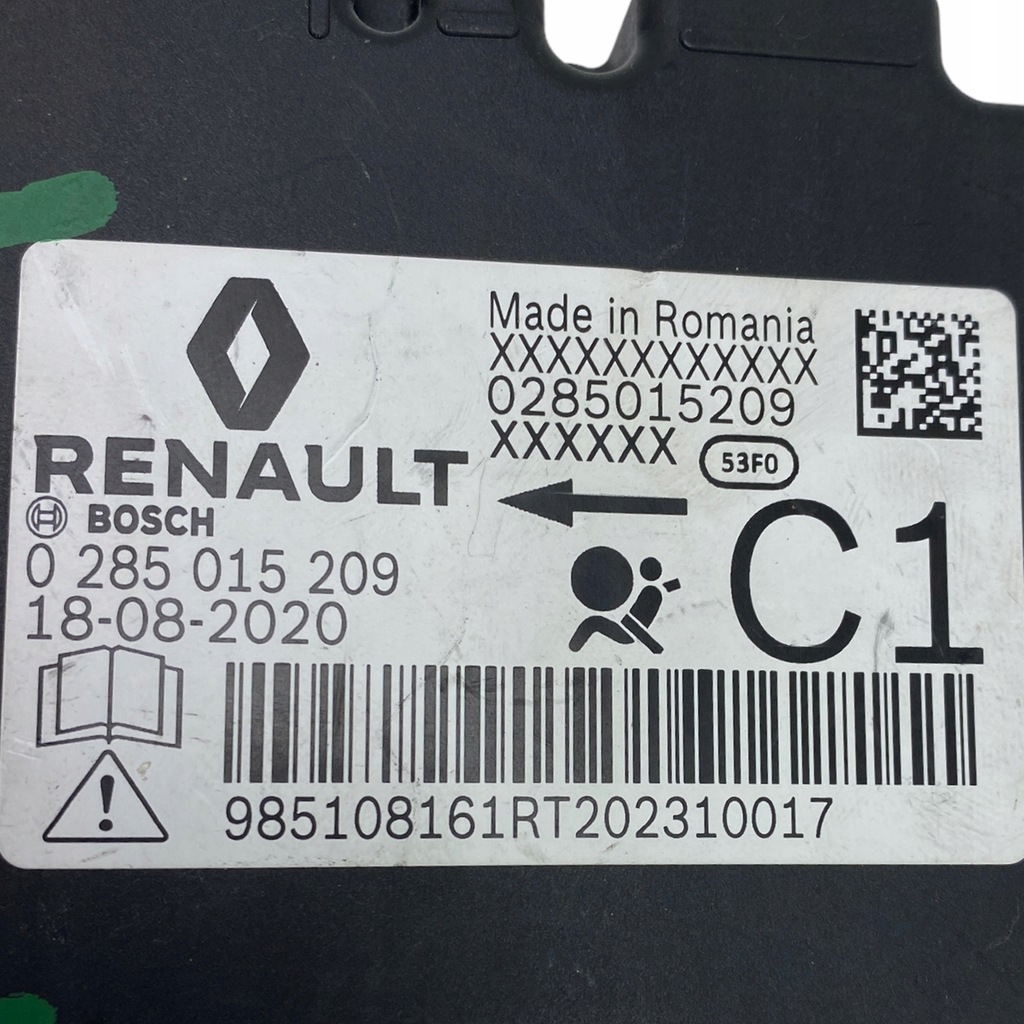 RENAULT
BOSCH
0 285 015 209
18-08-2020
Made in Romania
XXXXXXXXXXXX
0285015209
XXXXXX
53F0
C1
985108161RT202310017